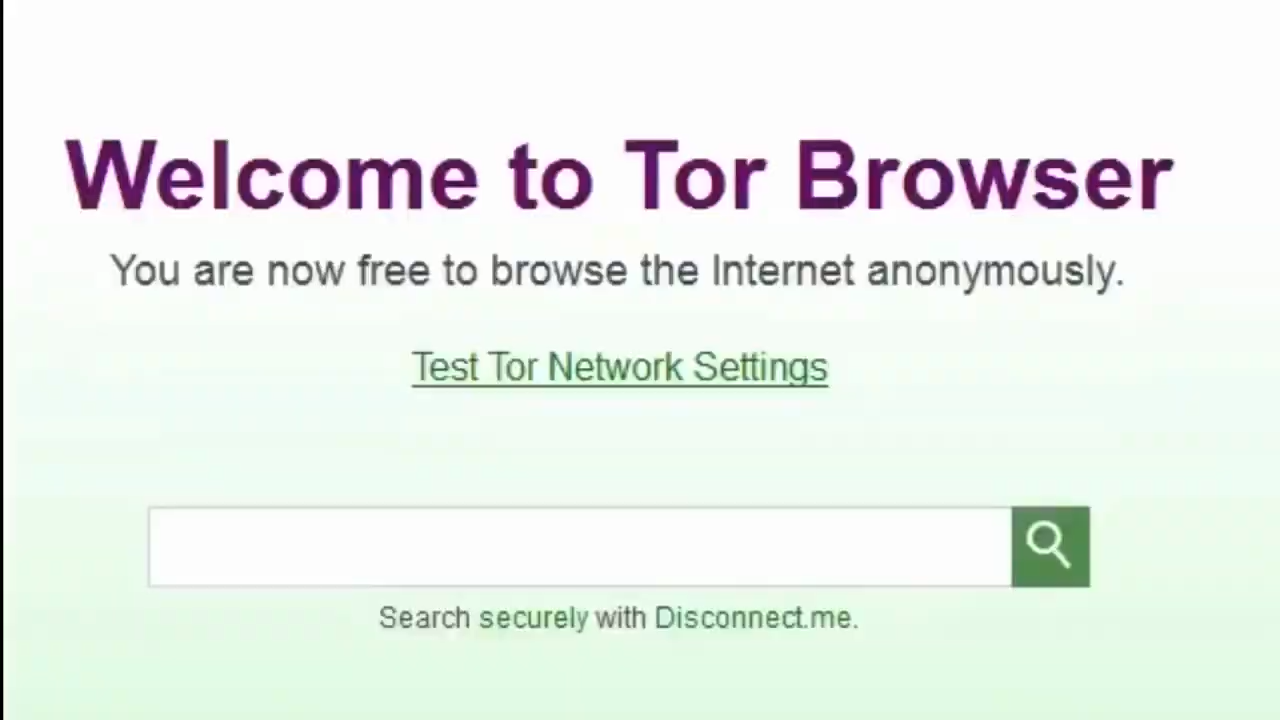 Welcome to Tor Browser
You are now free to browse the Internet anonymously.
Test Tor Network Settings
Search securely with Disconnect.me.